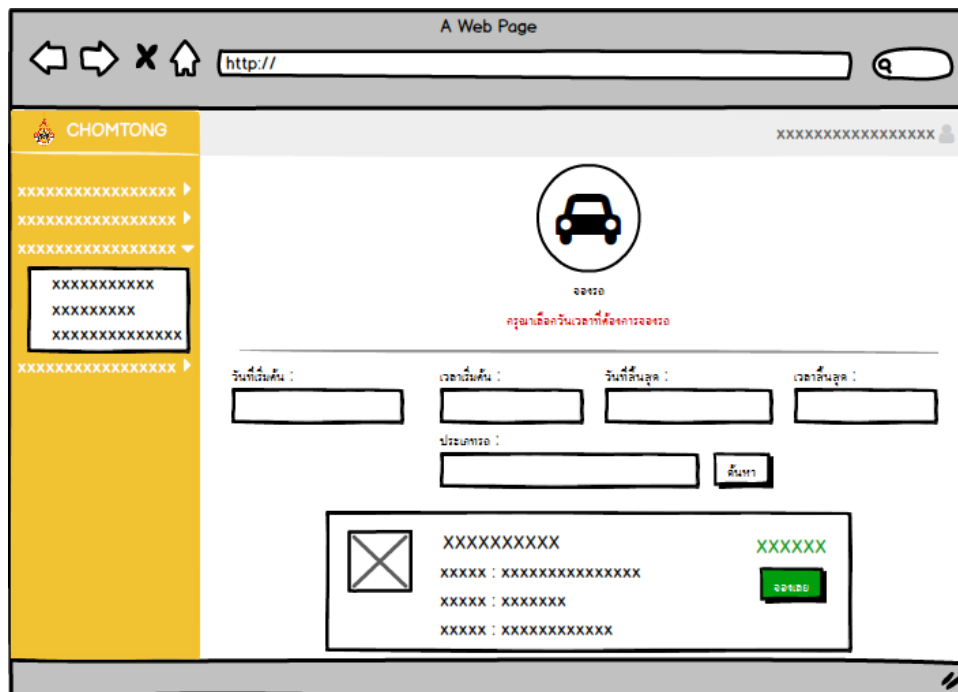 A Web Page
http://
CHOMTONG
xxxxxxxxxxxxxxxxx
xxxxxxxxxxxxxxxxx
xxxxxxxxxxxxxxxxx
xxxxxxxxxxxxxxxxx
xxxxxxxxxxx
xxxxxxxxx
xxxxxxxxxxxxxx
xxxxxxxxxxxxxxxxx
จองรถ
กรุณาเลือกวันเวลาที่ต้องการจองรถ
วันที่เริ่มต้น :
เวลาเริ่มต้น :
วันที่สิ้นสุด :
เวลาสิ้นสุด :
ประเภทรถ :
ค้นหา
XXXXXXXXXX
xxxxx : xxxxxxxxxxxxxxx
xxxxx : xxxxxxx
xxxxx : xxxxxxxxxxxx
XXXXXX
จองเลย